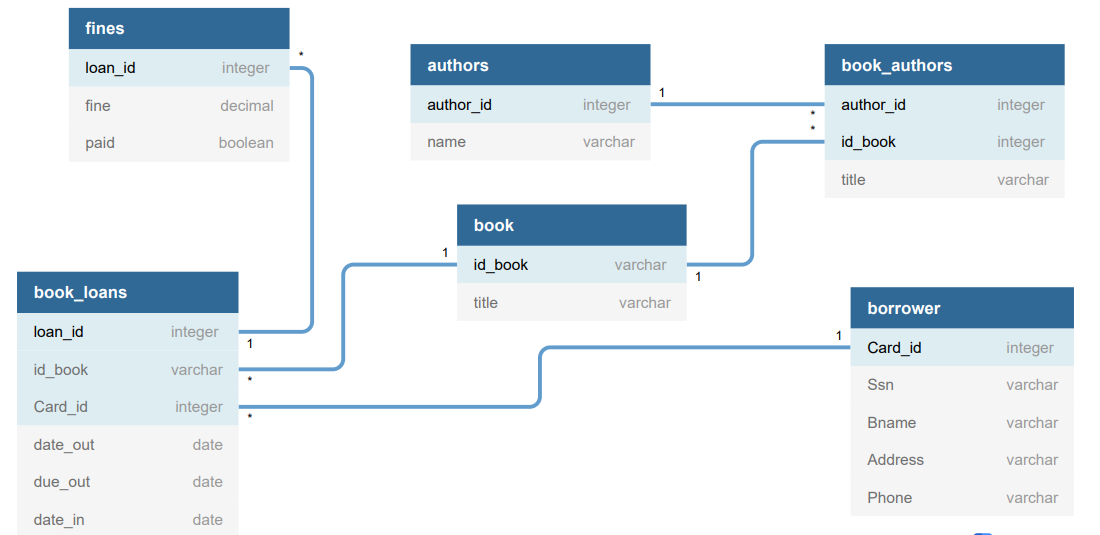 fines
loan_id integer
fine decimal
paid boolean
*
authors
author_id integer
name varchar
1
book_authors
author_id integer
id_book integer
title varchar
*
*
book
id_book varchar
title varchar
1
1
book_loans
loan_id integer
id_book varchar
Card_id integer
date_out date
due_out date
date_in date
1
*
*
borrower
Card_id integer
Ssn varchar
Bname varchar
Address varchar
Phone varchar
1